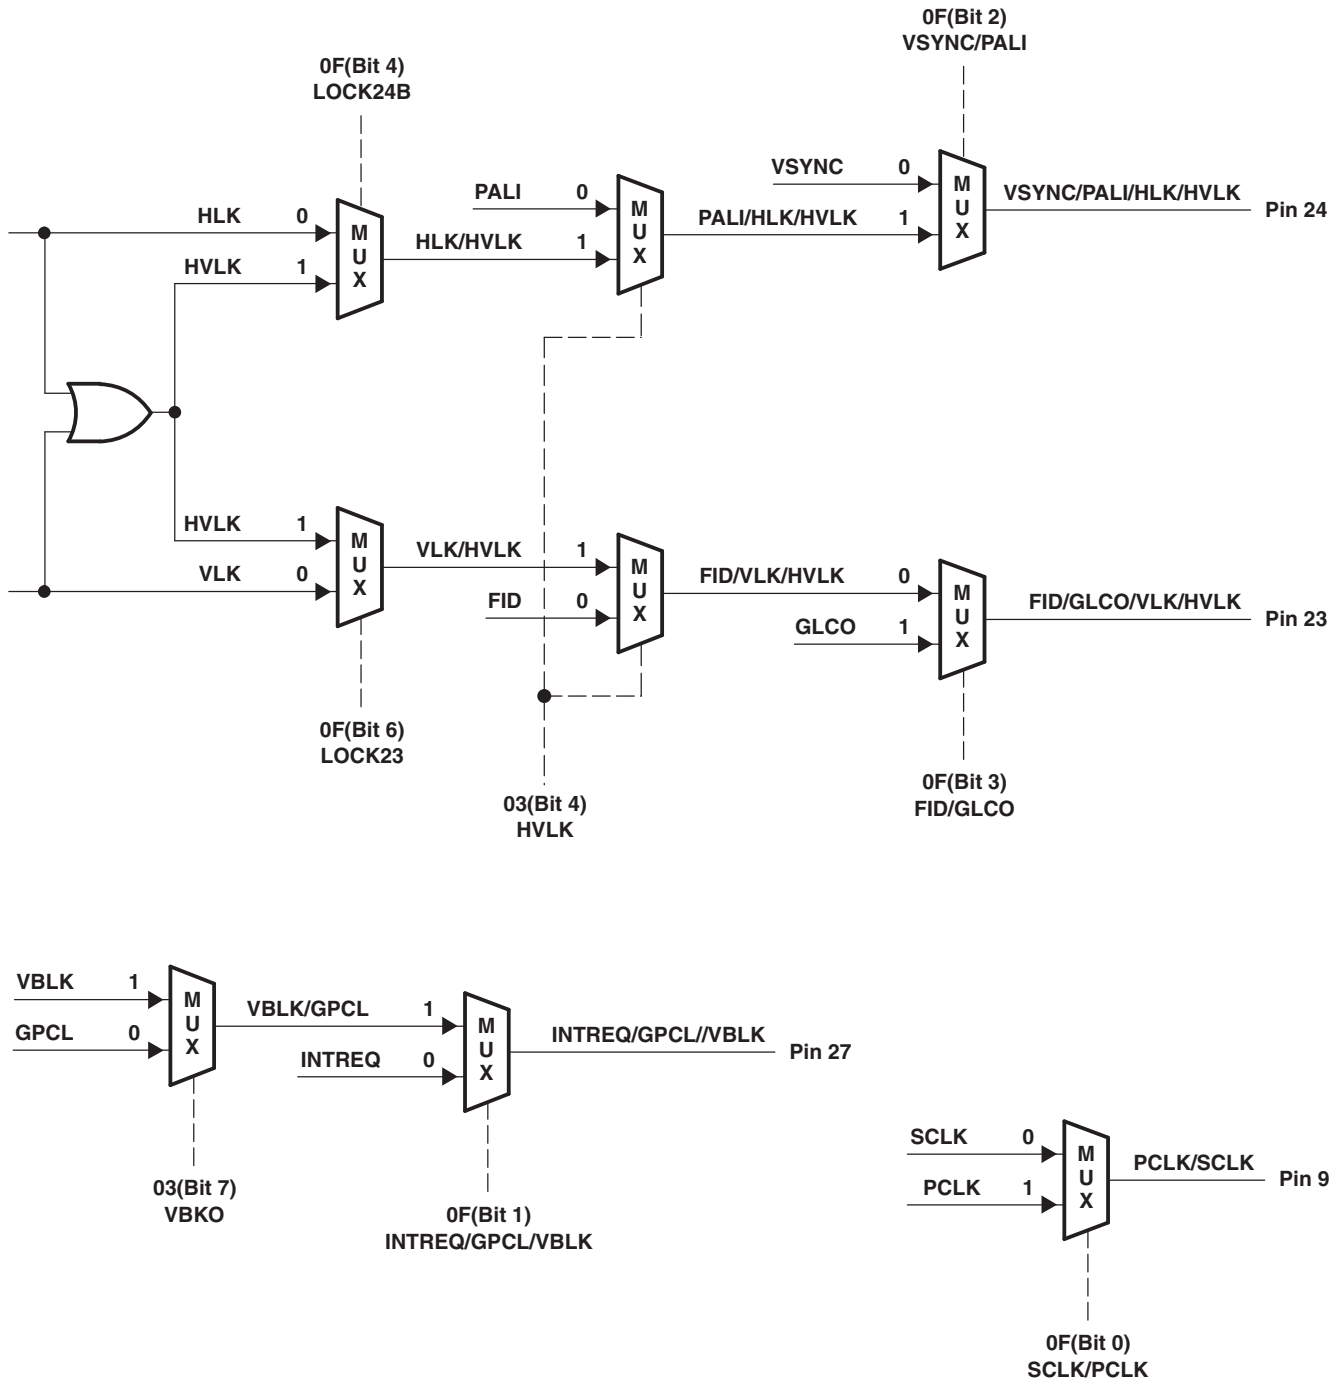 0F(Bit 2)
VSYNC/PALI
0F(Bit 4)
LOCK24B
HLK 0
HVLK 1
M
U
X
HLK/HVLK 1
PALI 0
M
U
X
PALI/HLK/HVLK 1
VSYNC 0
M
U
X
VSYNC/PALI/HLK/HVLK
Pin 24
HVLK 1
VLK 0
M
U
X
0F(Bit 6)
LOCK23
VLK/HVLK 1
FID 0
M
U
X
03(Bit 4)
HVLK
FID/VLK/HVLK 0
GLCO 1
M
U
X
FID/GLCO/VLK/HVLK
Pin 23
0F(Bit 3)
FID/GLCO
VBLK 1
GPCL 0
M
U
X
03(Bit 7)
VBKO
VBLK/GPCL 1
INTREQ 0
M
U
X
INTREQ/GPCL//VBLK
Pin 27
0F(Bit 1)
INTREQ/GPCL/VBLK
SCLK 0
PCLK 1
M
U
X
PCLK/SCLK
Pin 9
0F(Bit 0)
SCLK/PCLK